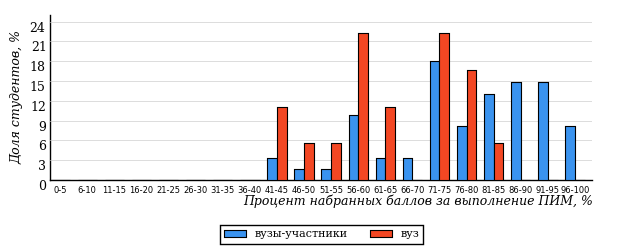 Доля студентов, %
24
21
18
15
12
9
6
3
0
0-5 6-10 11-15 16-20 21-25 26-30 31-35 36-40 41-45 46-50 51-55 56-60 61-65 66-70 71-75 76-80 81-85 86-90 91-95 96-100
Процент набранных баллов за выполнение ПИМ, %
вузы-участники вуз